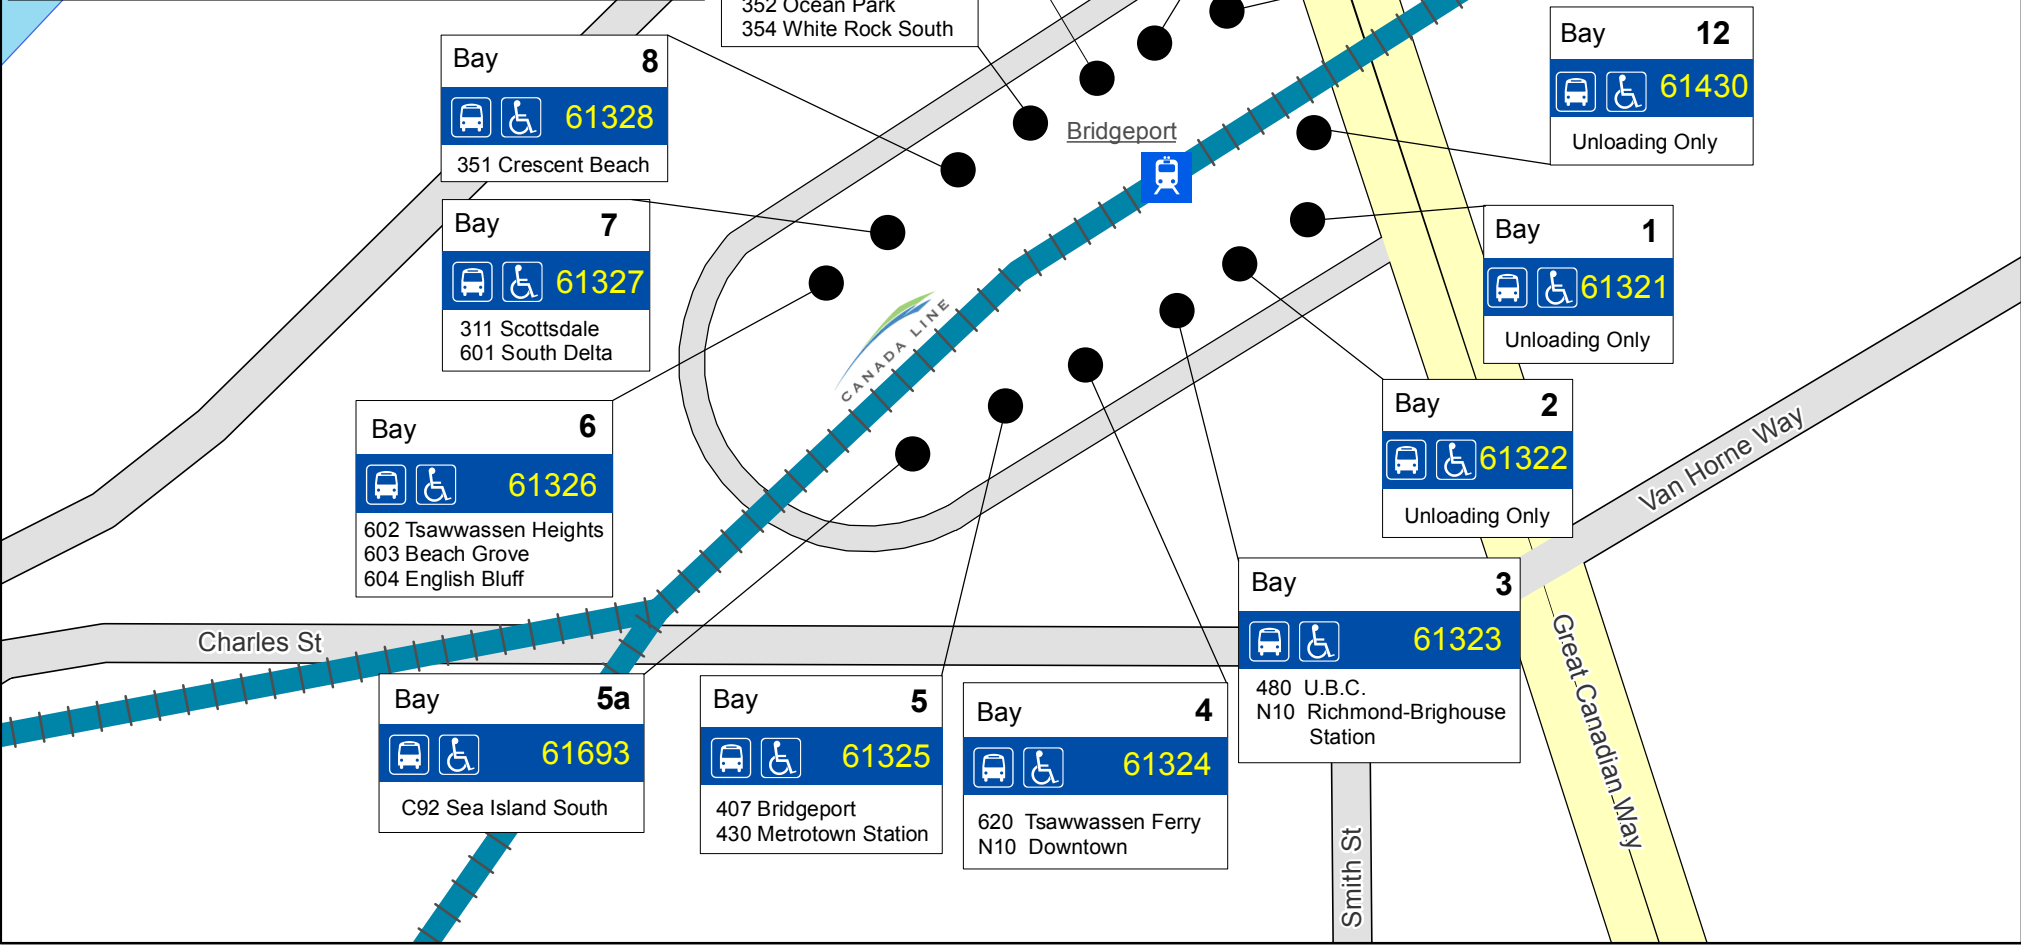 352 Ocean Park
354 White Rock South
Bay 8
61328
351 Crescent Beach
Bay 12
61430
Unloading Only
Bridgeport
Bay 7
61327
311 Scottsdale
601 South Delta
Bay 1
61321
Unloading Only
CANADA LINE
Bay 6
61326
602 Tsawwassen Heights
603 Beach Grove
604 English Bluff
Bay 2
61322
Unloading Only
Van Horne Way
Bay 3
61323
480 U.B.C.
N10 Richmond-Brighouse
Station
Charles St
Great Canadian Way
Bay 5a
61693
C92 Sea Island South
Bay 5
61325
407 Bridgeport
430 Metrotown Station
Bay 4
61324
620 Tsawwassen Ferry
N10 Downtown
Smith St